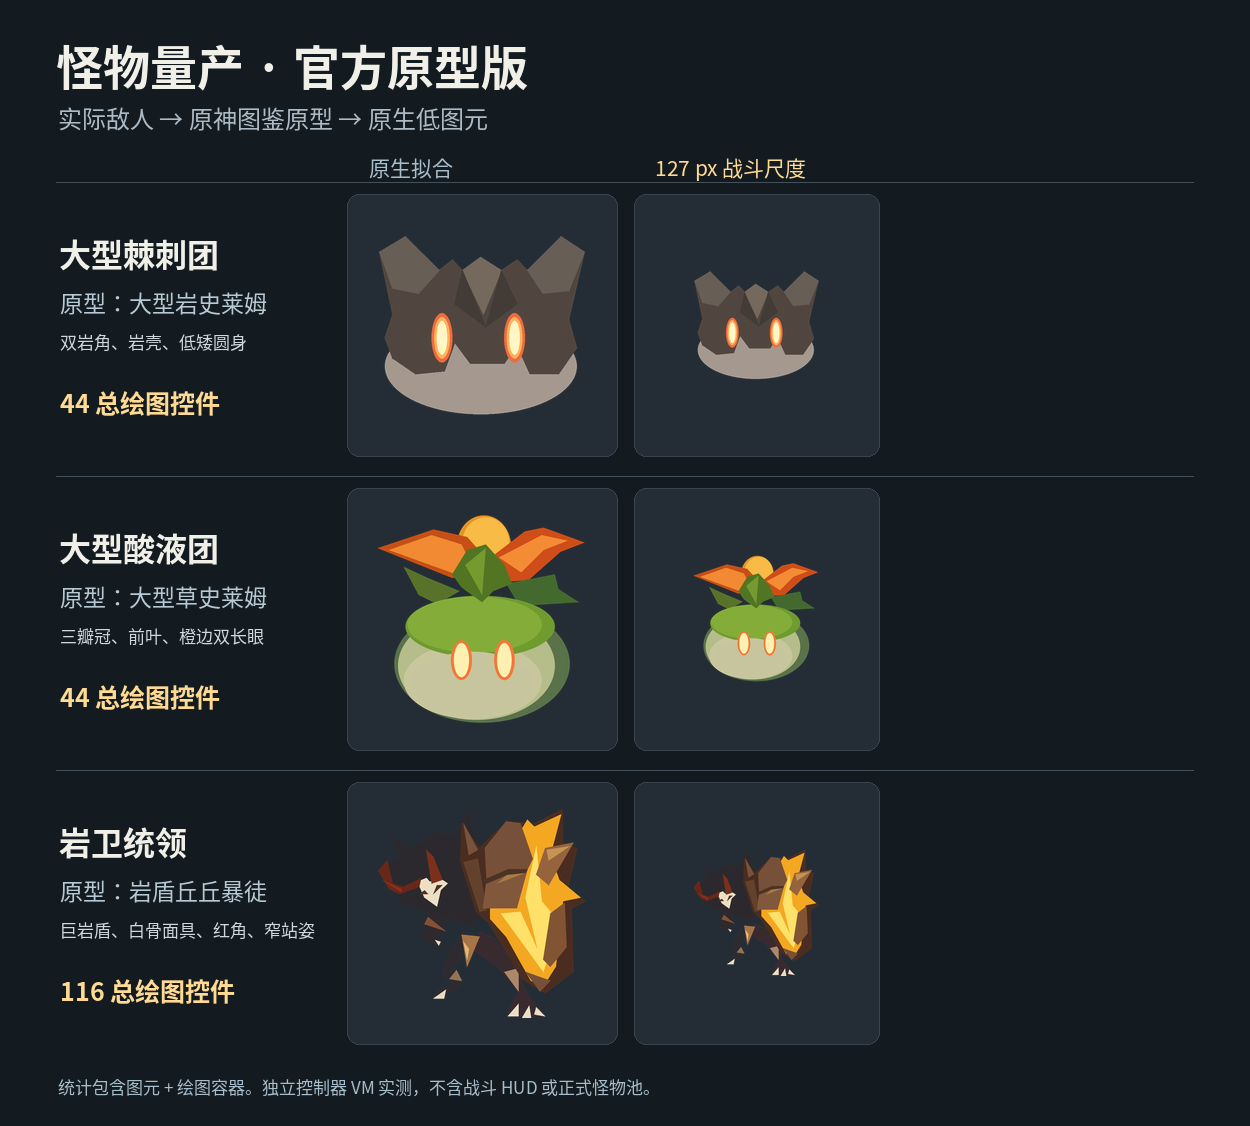 怪物量产 · 官方原型版
实际敌人 → 原神图鉴原型 → 原生低图元
原生拟合
127 px 战斗尺度
大型棘刺团
原型：大型岩史莱姆
双岩角、岩壳、低矮圆身
44 总绘图控件
大型酸液团
原型：大型草史莱姆
三瓣冠、前叶、橙边双长眼
44 总绘图控件
岩卫统领
原型：岩盾丘丘暴徒
巨岩盾、白骨面具、红角、窄站姿
116 总绘图控件
统计包含图元 + 绘图容器。独立控制器 VM 实测，不含战斗 HUD 或正式怪物池。